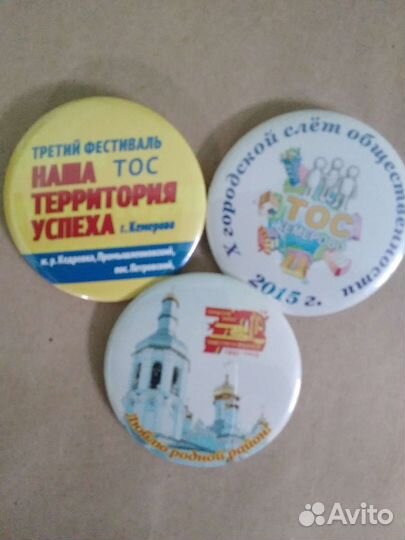 ТРЕТИЙ ФЕСТИВАЛЬ
НАША ТОС
ТЕРРИТОРИЯ
УСПЕХА г. Кемерово
ж.р. Кедровка, Промышленновский,
пос. Петровский.
X городской слёт общественности
ТОС
КЕМЕРОВО
2015 г.
Люблю родной район!
Avito